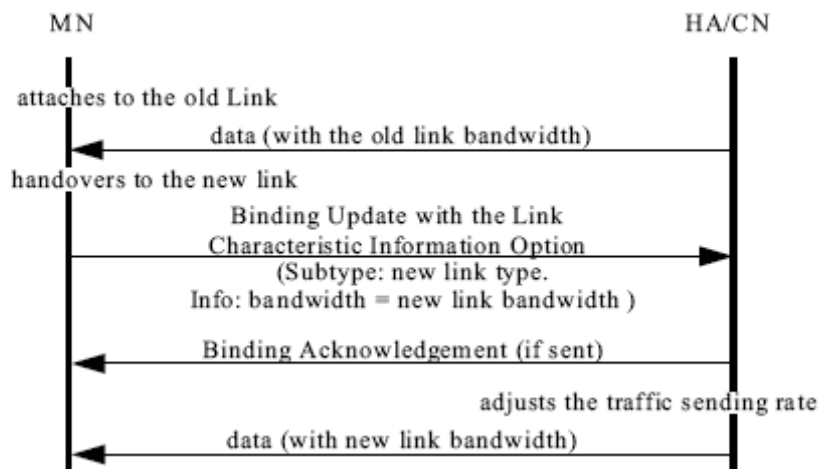 MN
HA/CN
attaches to the old Link
data (with the old link bandwidth)
handovers to the new link
Binding Update with the Link
Characteristic Information Option
(Subtype: new link type.
Info: bandwidth = new link bandwidth )
Binding Acknowledgement (if sent)
adjusts the traffic sending rate
data (with new link bandwidth)